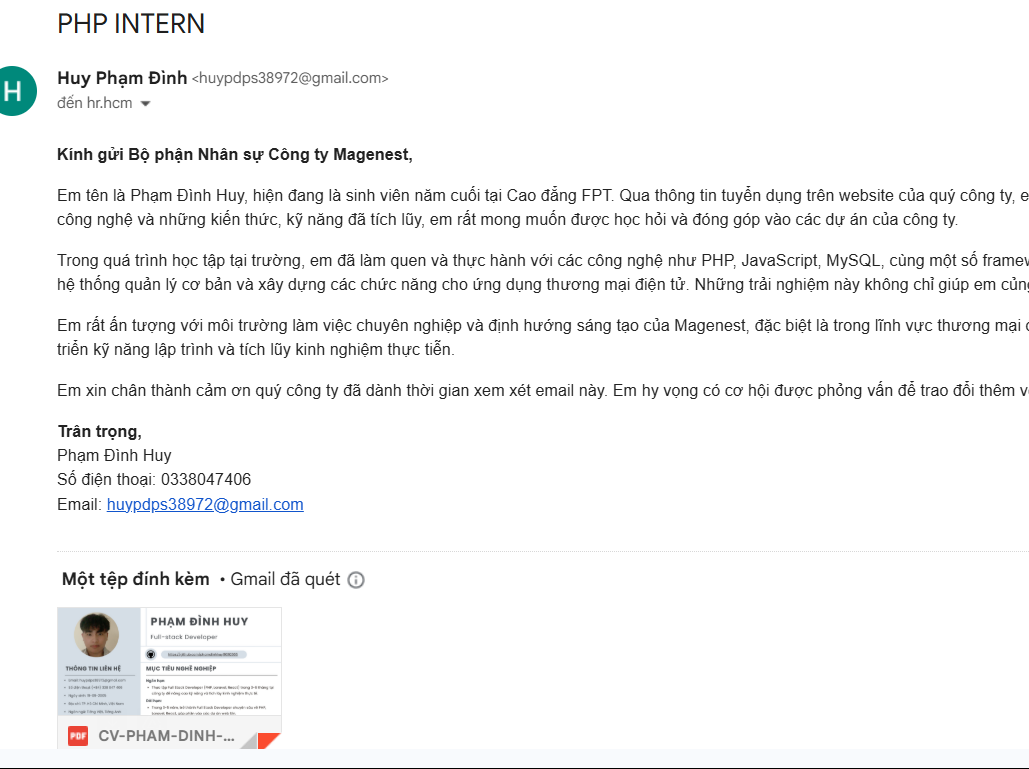 PHP INTERN
H
Huy Phạm Đình <huypdps38972@gmail.com>
đến hr.hcm
Kính gửi Bộ phận Nhân sự Công ty Magenest,
Em tên là Phạm Đình Huy, hiện đang là sinh viên năm cuối tại Cao đẳng FPT. Qua thông tin tuyển dụng trên website của quý công ty, e
công nghệ và những kiến thức, kỹ năng đã tích lũy, em rất mong muốn được học hỏi và đóng góp vào các dự án của công ty.
Trong quá trình học tập tại trường, em đã làm quen và thực hành với các công nghệ như PHP, JavaScript, MySQL, cùng một số framew
hệ thống quản lý cơ bản và xây dựng các chức năng cho ứng dụng thương mại điện tử. Những trải nghiệm này không chỉ giúp em củng
Em rất ấn tượng với môi trường làm việc chuyên nghiệp và định hướng sáng tạo của Magenest, đặc biệt là trong lĩnh vực thương mại
triển kỹ năng lập trình và tích lũy kinh nghiệm thực tiễn.
Em xin chân thành cảm ơn quý công ty đã dành thời gian xem xét email này. Em hy vọng có cơ hội được phỏng vấn để trao đổi thêm v
Trân trọng,
Phạm Đình Huy
Số điện thoại: 0338047406
Email: huypdps38972@gmail.com
Một tệp đính kèm • Gmail đã quét
PHẠM ĐÌNH HUY
Full-stack Developer
THÔNG TIN LIÊN HỆ
MỤC TIÊU NGHỀ NGHIỆP
Ngắn hạn:
Dài hạn:
PDF CV-PHAM-DINH-...